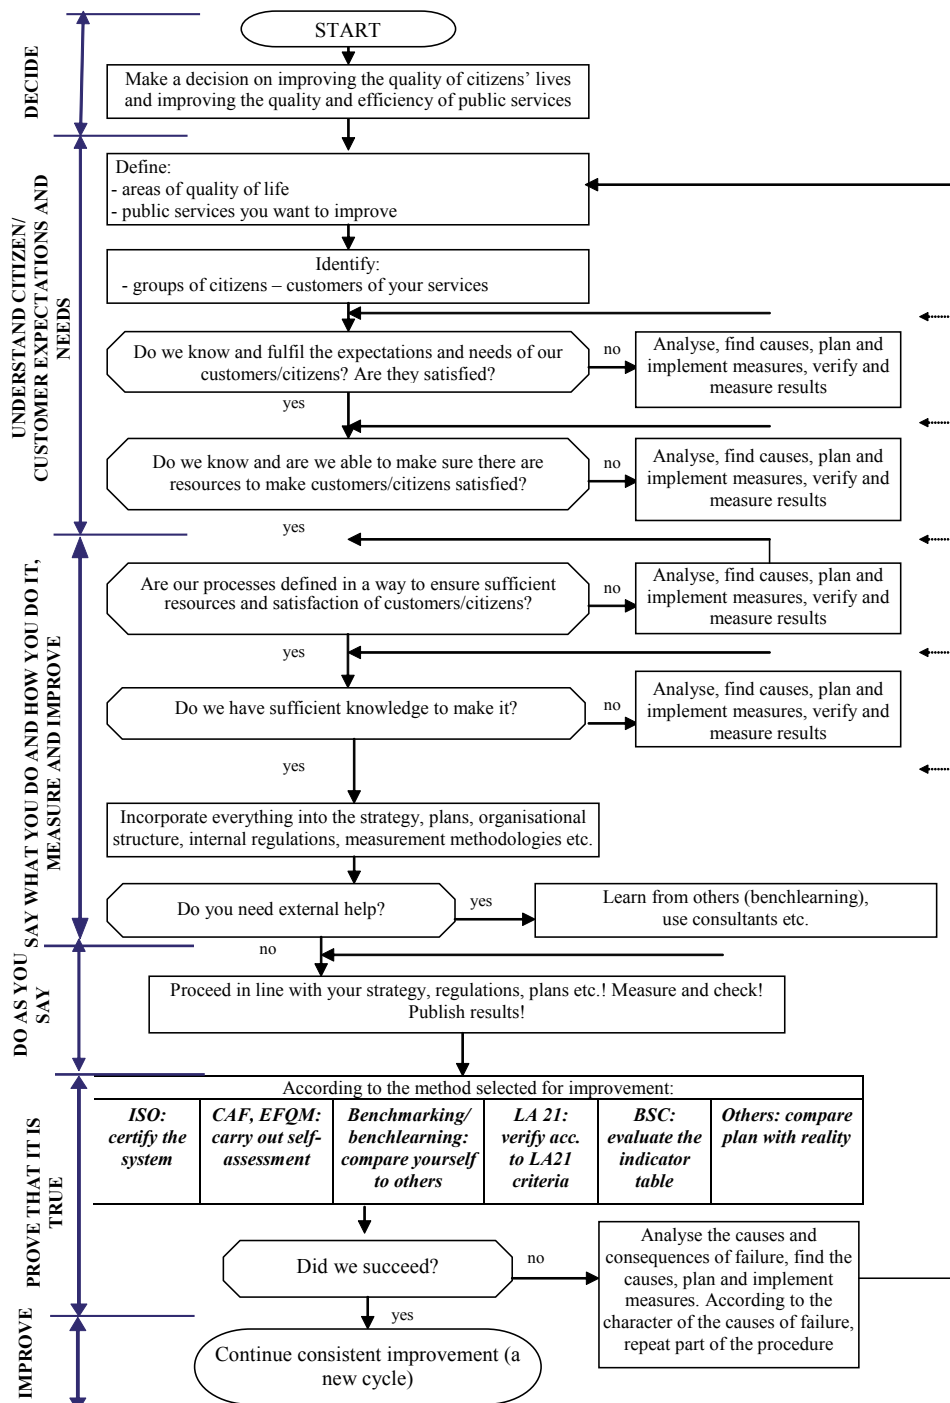 START
DECIDE
Make a decision on improving the quality of citizens’ lives
and improving the quality and efficiency of public services
UNDERSTAND CITIZEN/
CUSTOMER EXPECTATIONS AND
NEEDS
Define:
- areas of quality of life
- public services you want to improve
Identify:
- groups of citizens – customers of your services
Do we know and fulfil the expectations and needs of our
customers/citizens? Are they satisfied?
no
Analyse, find causes, plan and
implement measures, verify and
measure results
yes
Do we know and are we able to make sure there are
resources to make customers/citizens satisfied?
no
Analyse, find causes, plan and
implement measures, verify and
measure results
yes
SAY WHAT YOU DO AND HOW YOU DO IT,
MEASURE AND IMPROVE
Are our processes defined in a way to ensure sufficient
resources and satisfaction of customers/citizens?
no
Analyse, find causes, plan and
implement measures, verify and
measure results
yes
Do we have sufficient knowledge to make it?
no
Analyse, find causes, plan and
implement measures, verify and
measure results
yes
Incorporate everything into the strategy, plans, organisational
structure, internal regulations, measurement methodologies etc.
Do you need external help?
yes
Learn from others (benchlearning),
use consultants etc.
no
DO AS YOU
SAY
Proceed in line with your strategy, regulations, plans etc.! Measure and check!
Publish results!
PROVE THAT IT IS
TRUE
According to the method selected for improvement:
ISO:
certify the
system
CAF, EFQM:
carry out self-
assessment
Benchmarking/
benchlearning:
compare yourself
to others
LA 21:
verify acc.
to LA21
criteria
BSC:
evaluate the
indicator
table
Others: compare
plan with reality
Did we succeed?
no
Analyse the causes and
consequences of failure, find the
causes, plan and implement
measures. According to the
character of the causes of failure,
repeat part of the procedure
yes
IMPROVE
Continue consistent improvement (a
new cycle)